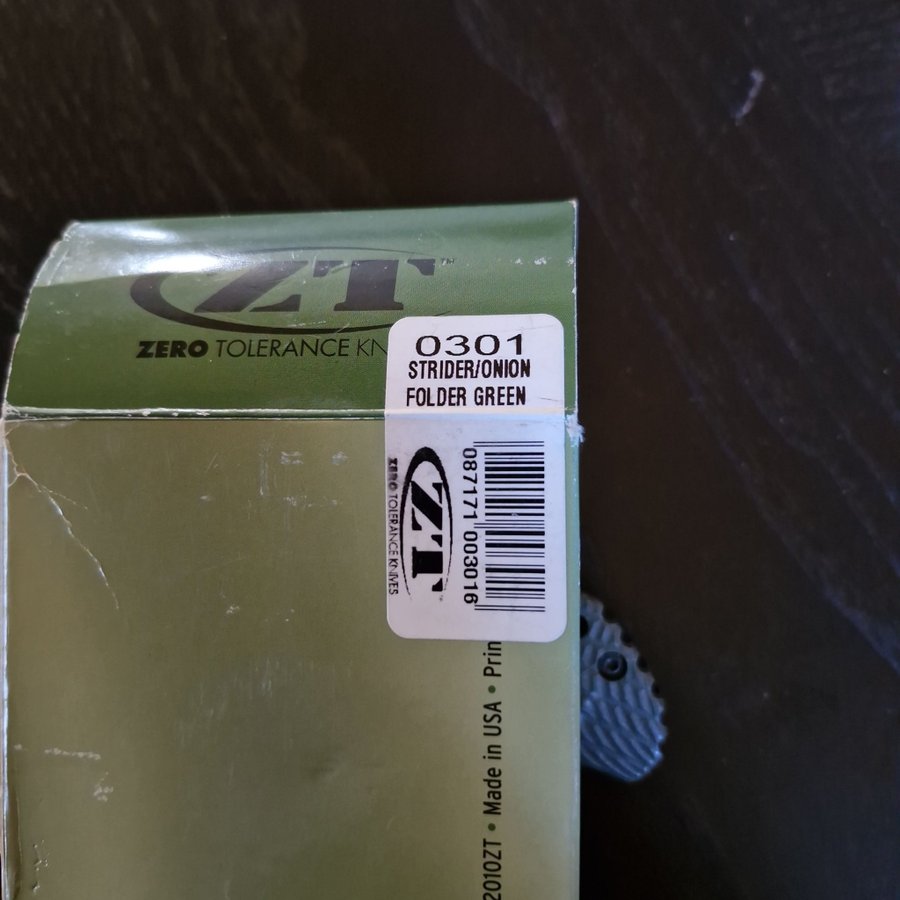 ZT
ZERO TOLERANCE KN
0301
STRIDER/ONION
FOLDER GREEN
087171 003016
ZT™
ZERO TOLERANCE KNIVES
2010ZT • Made in USA • Prin